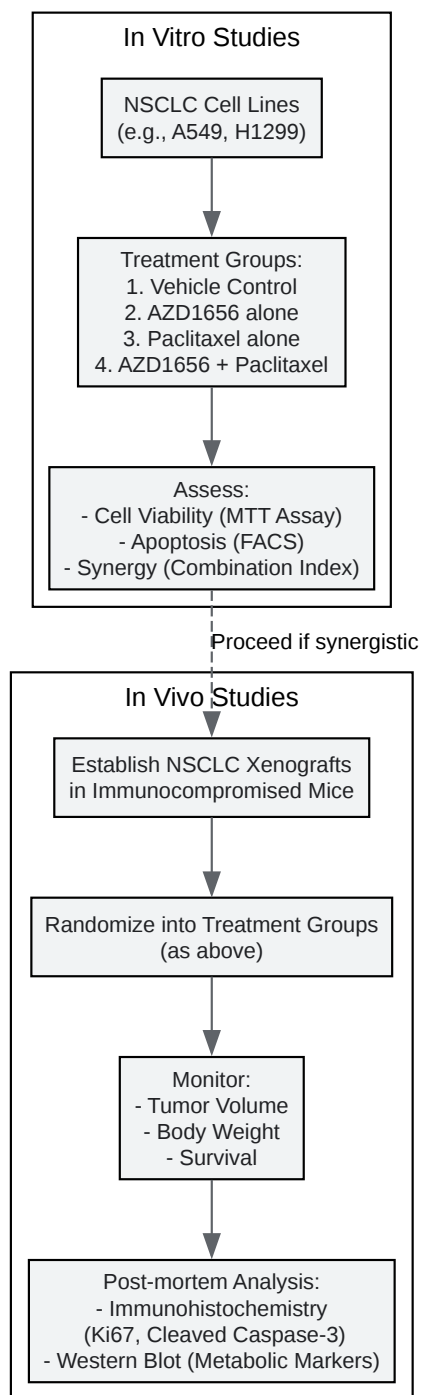 In Vitro Studies
NSCLC Cell Lines
(e.g., A549, H1299)
Treatment Groups:
1. Vehicle Control
2. AZD1656 alone
3. Paclitaxel alone
4. AZD1656 + Paclitaxel
Assess:
- Cell Viability (MTT Assay)
- Apoptosis (FACS)
- Synergy (Combination Index)
Proceed if synergistic
In Vivo Studies
Establish NSCLC Xenografts
in Immunocompromised Mice
Randomize into Treatment Groups
(as above)
Monitor:
- Tumor Volume
- Body Weight
- Survival
Post-mortem Analysis:
- Immunohistochemistry
(Ki67, Cleaved Caspase-3)
- Western Blot (Metabolic Markers)